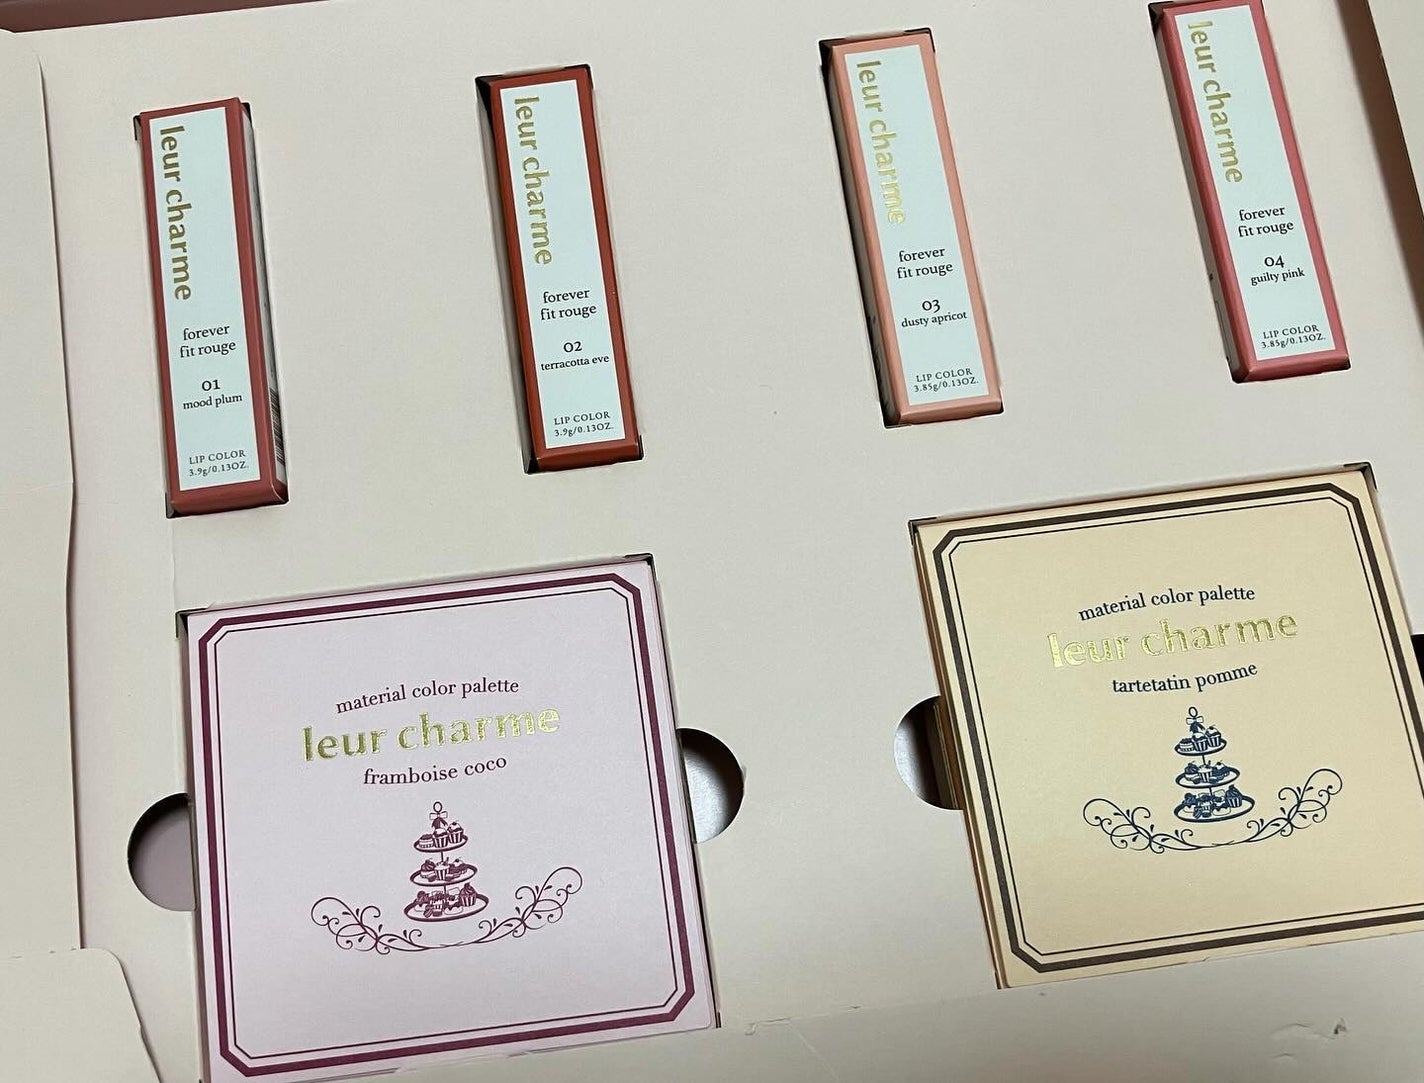 leur charme
forever
fit rouge
01
mood plum
LIP COLOR
3.9g/0.13OZ.
leur charme
forever
fit rouge
02
terracotta eve
LIP COLOR
3.9g/0.13OZ.
leur charme
forever
fit rouge
03
dusty apricot
LIP COLOR
3.85g/0.13OZ.
leur charme
forever
fit rouge
04
guilty pink
LIP COLOR
3.85g/0.13OZ.
material color palette
leur charme
framboise coco
material color palette
leur charme
tartetatin pomme